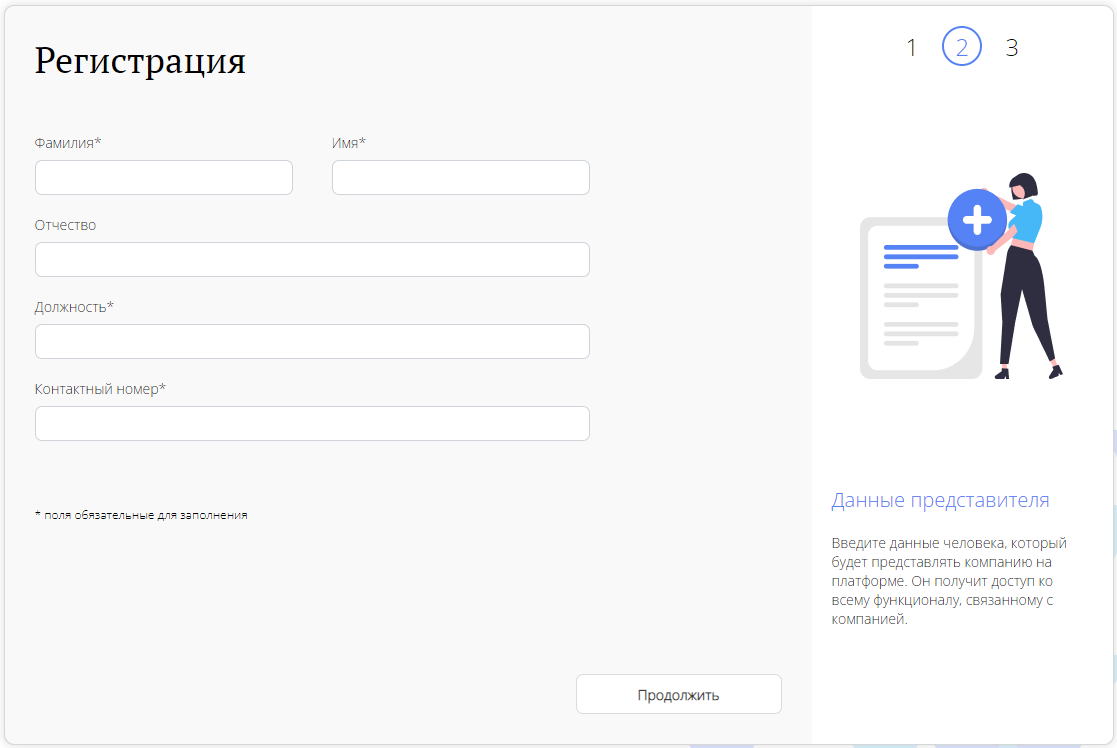 Регистрация
1 2 3
Фамилия* Имя*
Отчество
Должность*
Контактный номер*
* поля обязательные для заполнения
Продолжить
Данные представителя
Введите данные человека, который
будет представлять компанию на
платформе. Он получит доступ ко
всему функционалу, связанному с
компанией.